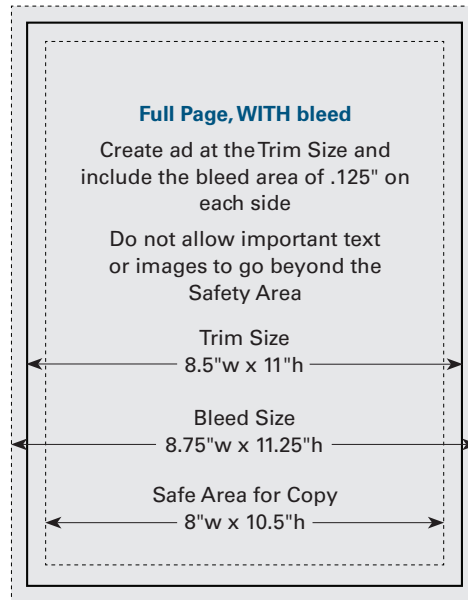 Full Page, WITH bleed
Create ad at the Trim Size and
include the bleed area of .125" on
each side
Do not allow important text
or images to go beyond the
Safety Area
Trim Size
8.5"w x 11"h
Bleed Size
8.75"w x 11.25"h
Safe Area for Copy
8"w x 10.5"h